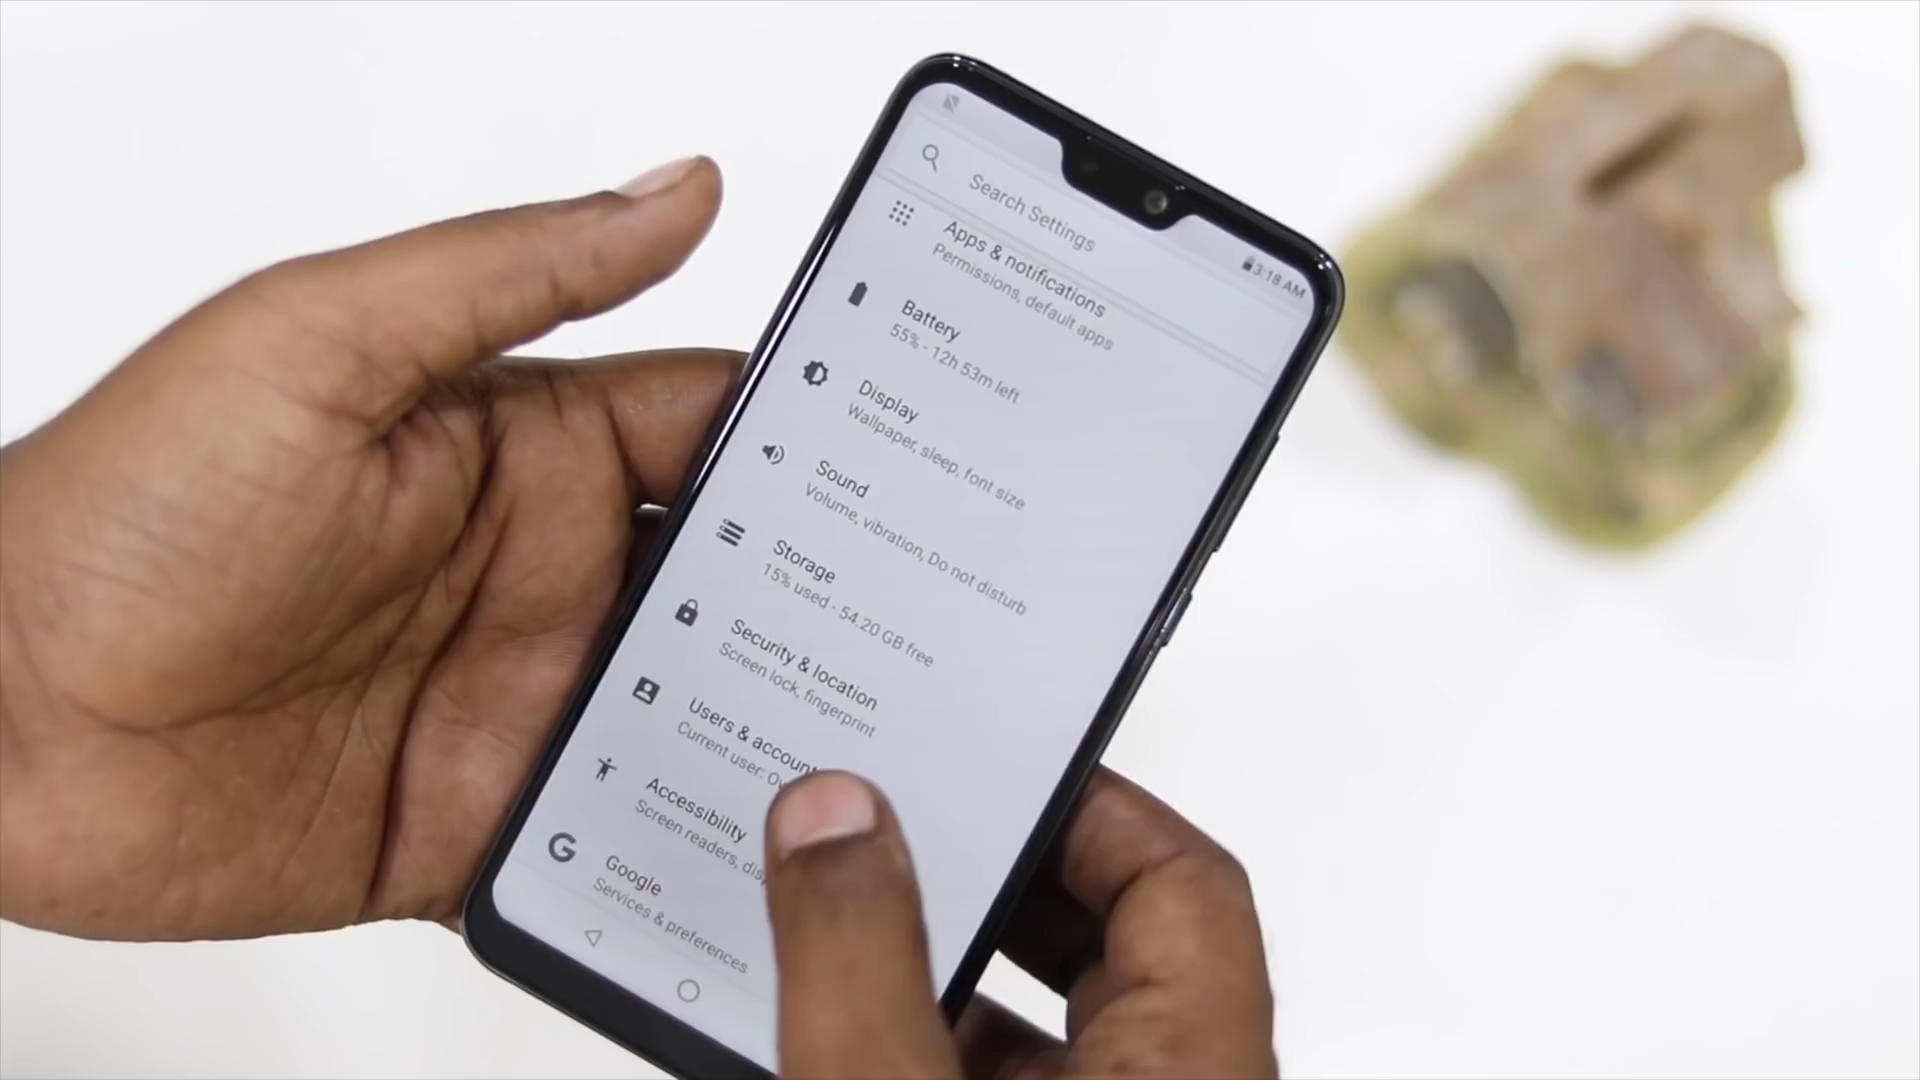 3:18 AM
Search Settings
Apps & notifications
Permissions, default apps
Battery
55% - 12h 53m left
Display
Wallpaper, sleep, font size
Sound
Volume, vibration, Do not disturb
Storage
15% used - 54.20 GB free
Security & location
Screen lock, fingerprint
Users &
Current user:
Accessibility
Screen readers,
Google
Services & preferences